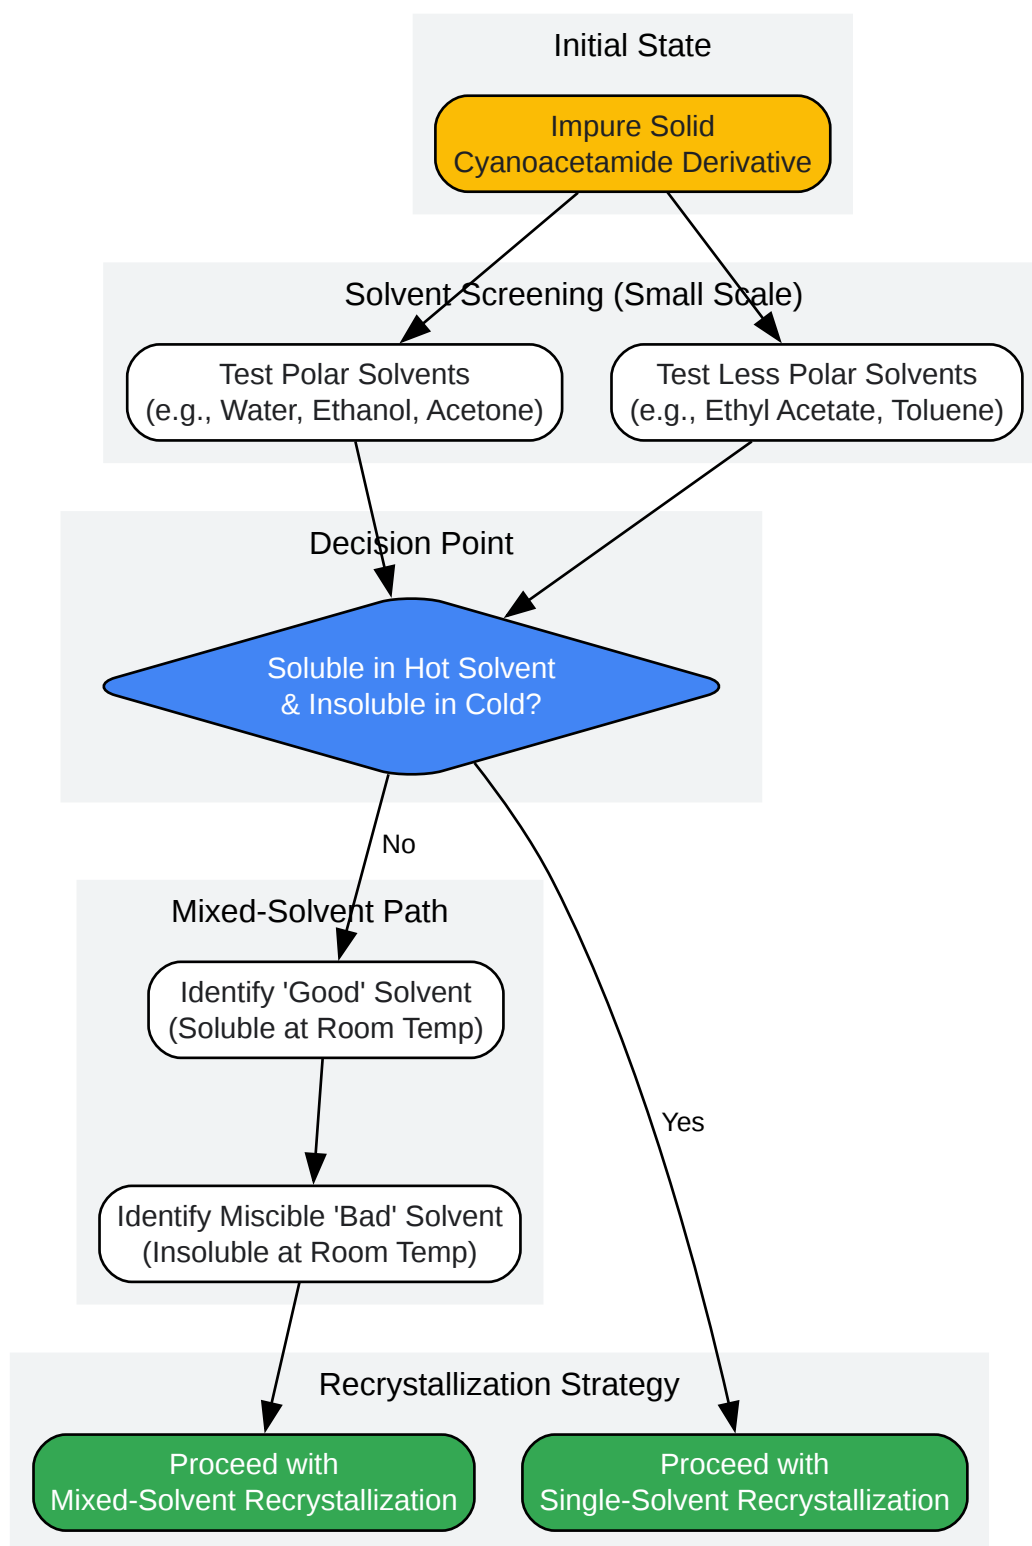 Initial State
Impure Solid
Cyanoacetamide Derivative
Solvent Screening (Small Scale)
Test Polar Solvents
(e.g., Water, Ethanol, Acetone)
Test Less Polar Solvents
(e.g., Ethyl Acetate, Toluene)
Decision Point
Soluble in Hot Solvent
& Insoluble in Cold?
No
Mixed-Solvent Path
Identify 'Good' Solvent
(Soluble at Room Temp)
Yes
Identify Miscible 'Bad' Solvent
(Insoluble at Room Temp)
Recrystallization Strategy
Proceed with
Mixed-Solvent Recrystallization
Proceed with
Single-Solvent Recrystallization